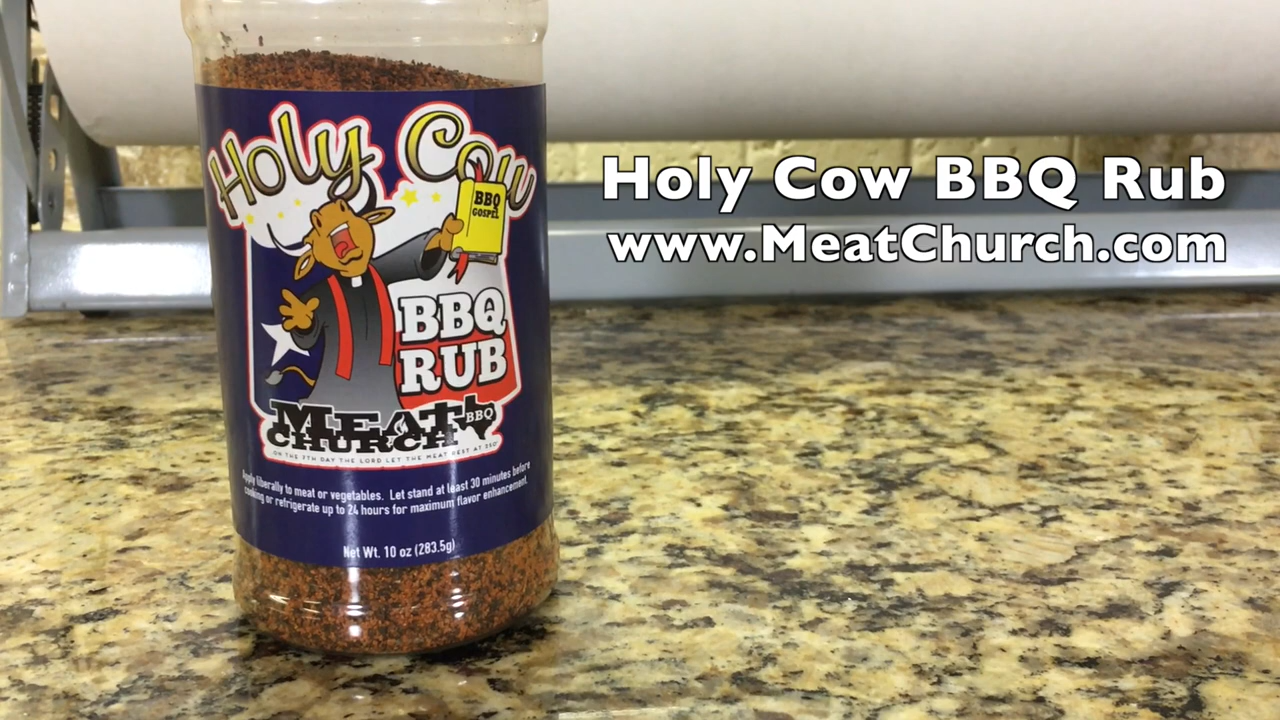 Holy Cow
BBQ
GOSPEL
BBQ
RUB
MEAT
BBQ
CHURCH
ON THE 7TH DAY THE LORD LET THE MEAT REST AT 350°
Apply liberally to meat or vegetables. Let stand at least 30 minutes before
cooking or refrigerate up to 24 hours for maximum flavor enhancement.
Net Wt. 10 oz (283.5g)
Holy Cow BBQ Rub
www.MeatChurch.com